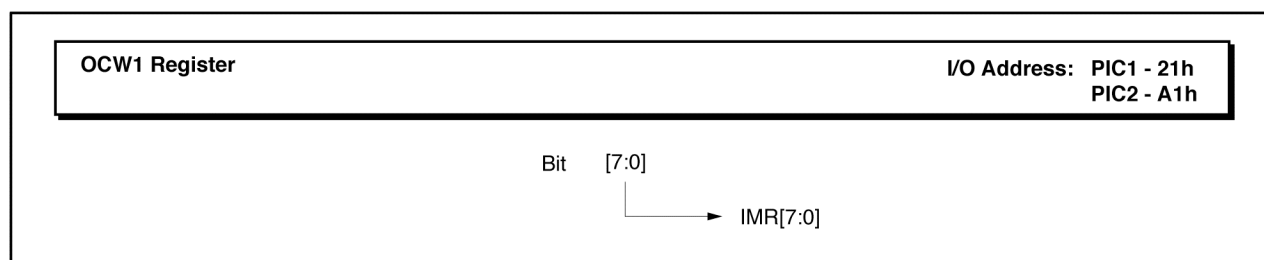 OCW1 Register
I/O Address: PIC1 - 21h
PIC2 - A1h
Bit [7:0]
IMR[7:0]